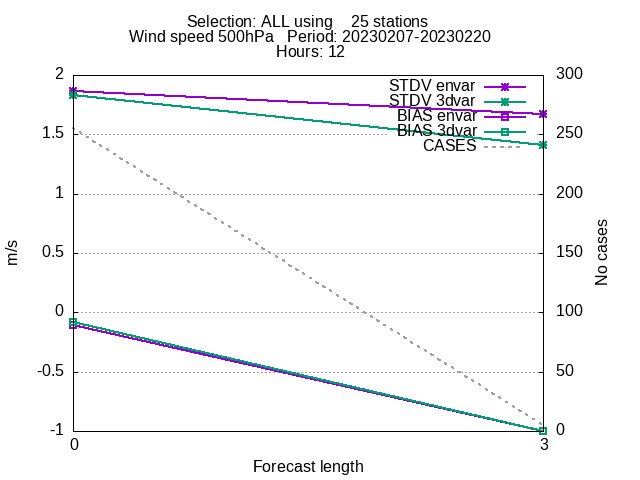 Selection: ALL using 25 stations
Wind speed 500hPa Period: 20230207-20230220
Hours: 12
2
1.5
1
0.5
0
-0.5
-1
300
250
200
150
100
50
0
STDV envar
STDV 3dvar
BIAS envar
BIAS 3dvar
CASES
m/s
No cases
0
3
Forecast length